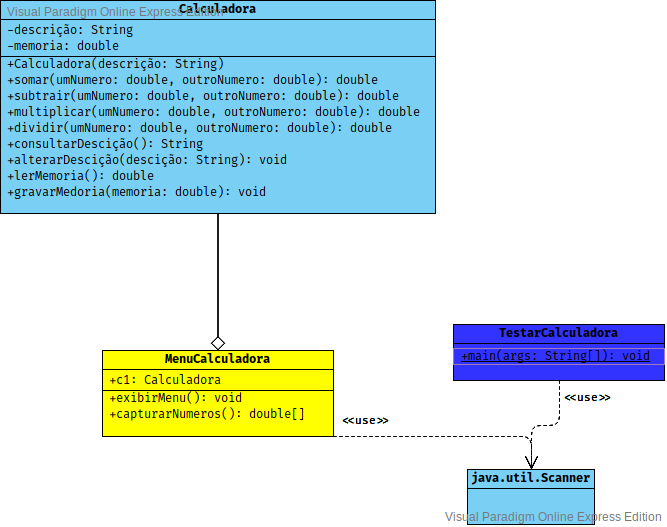 Visual Paradigm Online Express Edition
Calculadora
-descrição: String
-memoria: double
+Calculadora(descrição: String)
+somar(umNumero: double, outroNumero: double): double
+subtrair(umNumero: double, outroNumero: double): double
+multiplicar(umNumero: double, outroNumero: double): double
+dividir(umNumero: double, outroNumero: double): double
+consultarDescição(): String
+alterarDescição(descição: String): void
+lerMemoria(): double
+gravarMedoria(memoria: double): void
TestarCalculadora
+main(args: String[]): void
MenuCalculadora
+c1: Calculadora
+exibirMenu(): void
+capturarNumeros(): double[]
<<use>>
<<use>>
java.util.Scanner
Visual Paradigm Online Express Edition